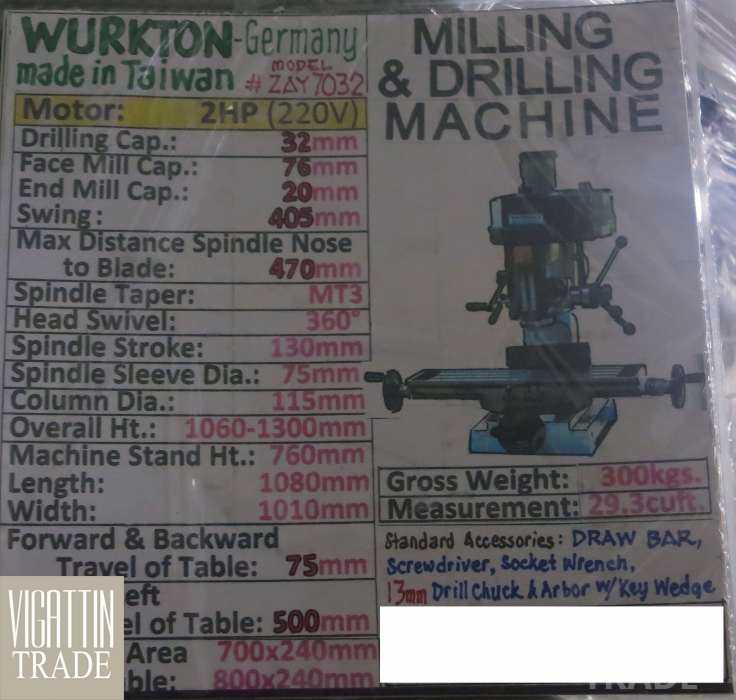 WURKTON-Germany
made in Taiwan
MODEL
# ZAY7032
Motor: 2HP (220V)
Drilling Cap.: 32mm
Face Mill Cap.: 76mm
End Mill Cap.: 20mm
Swing: 405mm
Max Distance Spindle Nose
to Blade: 470mm
Spindle Taper: MT3
Head Swivel: 360°
Spindle Stroke: 130mm
Spindle Sleeve Dia.: 75mm
Column Dia.: 115mm
Overall Ht.: 1060-1300mm
Machine Stand Ht.: 760mm
Length: 1080mm
Width: 1010mm
Forward & Backward
Travel of Table: 75mm
eft
el of Table: 500mm
Area 700x240mm
ble: 800x240mm
MILLING
& DRILLING
MACHINE
Gross Weight: 300kgs.
Measurement: 29.3cuft.
Standard Accessories: DRAW BAR,
Screwdriver, Socket Wrench,
13mm Drill Chuck & Arbor w/Key Wedge
VIGATTIN
TRADE
TRADE